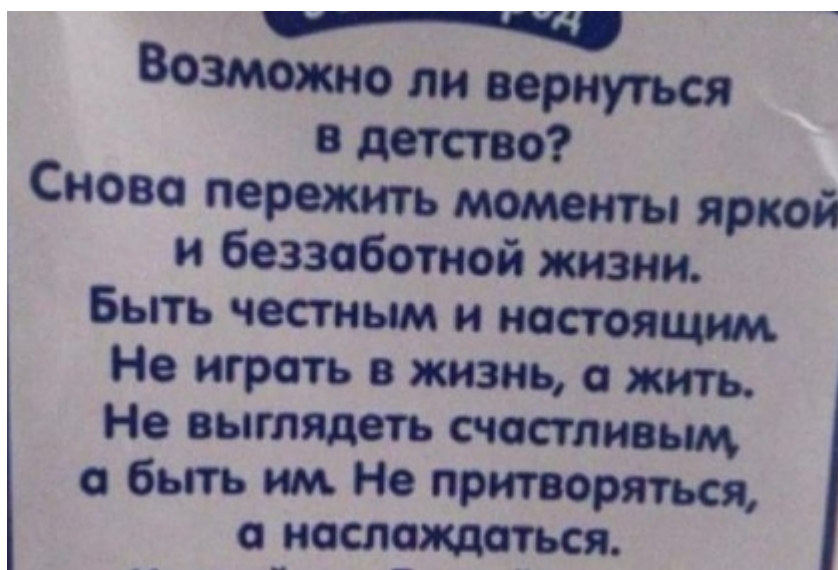 Возможно ли вернуться
в детство?
Снова пережить моменты яркой
и беззаботной жизни.
Быть честным и настоящим.
Не играть в жизнь, а жить.
Не выглядеть счастливым,
а быть им. Не притворяться,
а наслаждаться.